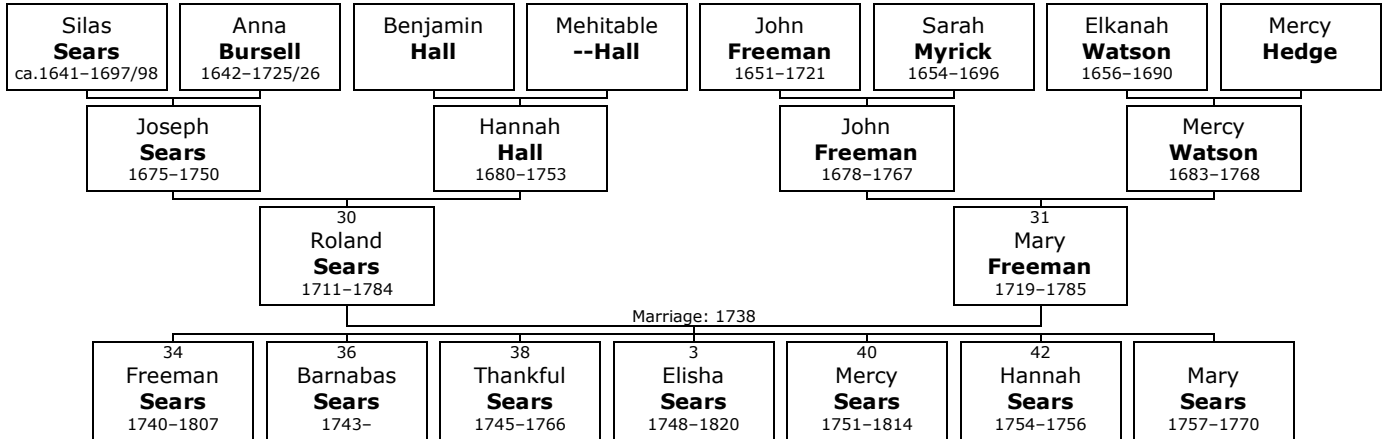 Silas
Sears
ca.1641–1697/98
Anna
Bursell
1642–1725/26
Benjamin
Hall
Mehitable
--Hall
John
Freeman
1651–1721
Sarah
Myrick
1654–1696
Elkanah
Watson
1656–1690
Mercy
Hedge
Joseph
Sears
1675–1750
Hannah
Hall
1680–1753
John
Freeman
1678–1767
Mercy
Watson
1683–1768
30
Roland
Sears
1711–1784
31
Mary
Freeman
1719–1785
Marriage: 1738
34
Freeman
Sears
1740–1807
36
Barnabas
Sears
1743–
38
Thankful
Sears
1745–1766
3
Elisha
Sears
1748–1820
40
Mercy
Sears
1751–1814
42
Hannah
Sears
1754–1756
Mary
Sears
1757–1770